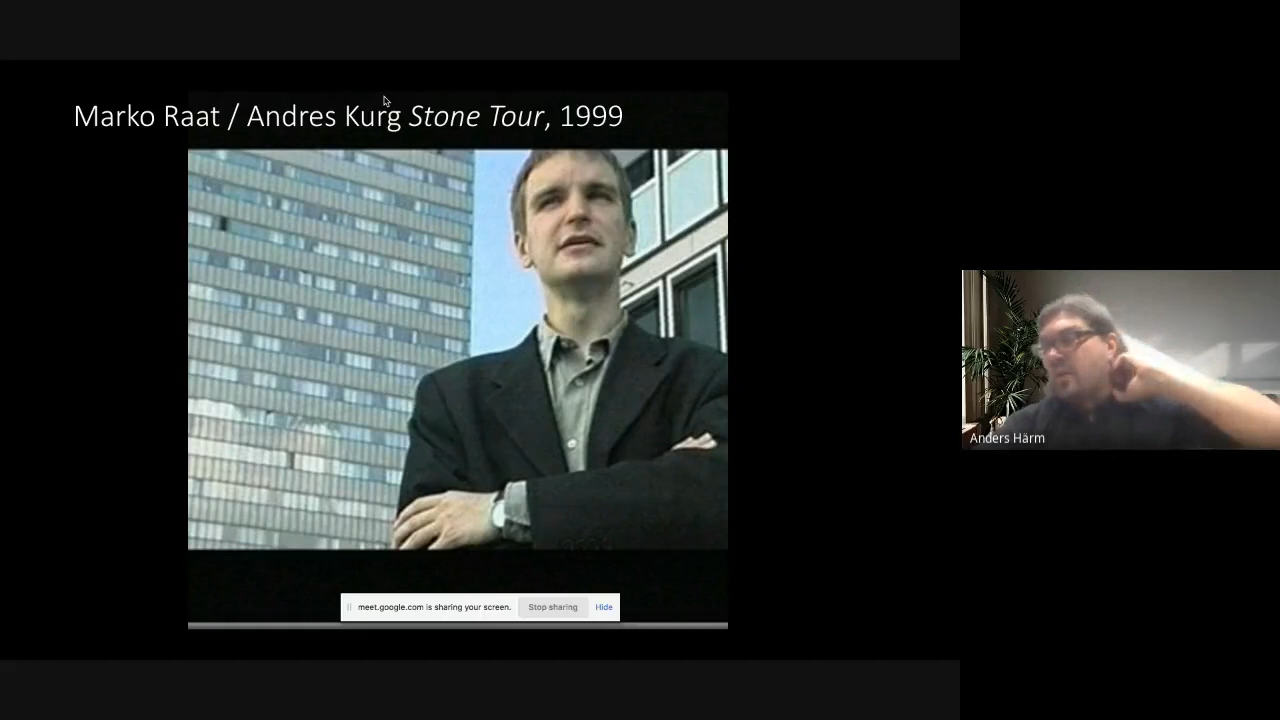 Marko Raat / Andres Kurg Stone Tour, 1999
meet.google.com is sharing your screen. Stop sharing Hide
Anders Härm